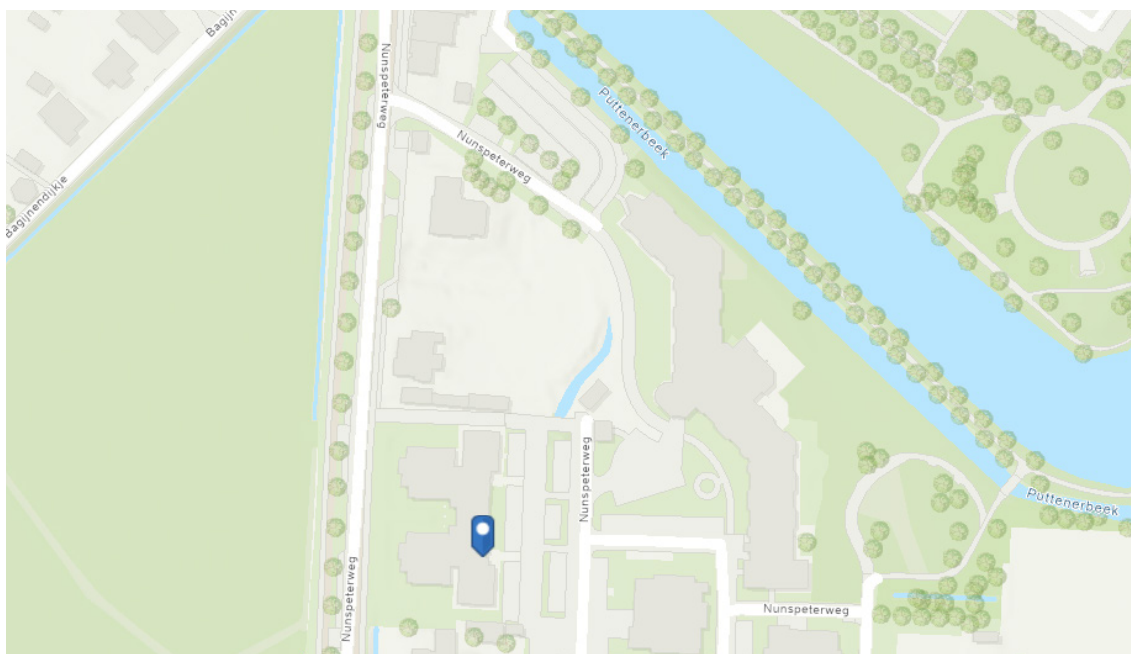 Bagijn
Nunspeterweg
Nunspeterweg
Puttenerbeek
Bagijnendijkje
Nunspeterweg
Puttenerbeek
Nunspeterweg
Nunspeterweg